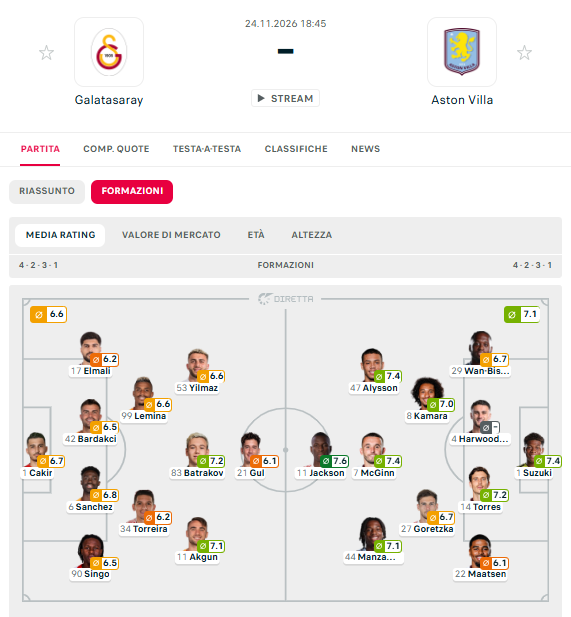 24.11.2026 18:45
-
STREAM
Galatasaray
Aston Villa
PARTITA COMP. QUOTE TESTA-A-TESTA CLASSIFICHE NEWS
RIASSUNTO FORMAZIONI
MEDIA RATING VALORE DI MERCATO ETÀ ALTEZZA
4 - 2 - 3 - 1 FORMAZIONI 4 - 2 - 3 - 1
DIRETTA
6.6
7.1
6.2
17 Elmali
6.6
53 Yilmaz
7.4
47 Alysson
6.7
29 Wan-Bis...
6.6
99 Lemina
7.0
8 Kamara
6.5
42 Bardakci
-
4 Harwood...
6.7
1 Cakir
7.2
83 Batrakov
6.1
21 Gul
7.6
11 Jackson
7.4
7 McGinn
7.4
1 Suzuki
6.8
6 Sanchez
7.2
14 Torres
6.2
34 Torreira
6.7
27 Goretzka
7.1
11 Akgun
7.1
44 Manza...
6.5
90 Singo
6.1
22 Maatsen